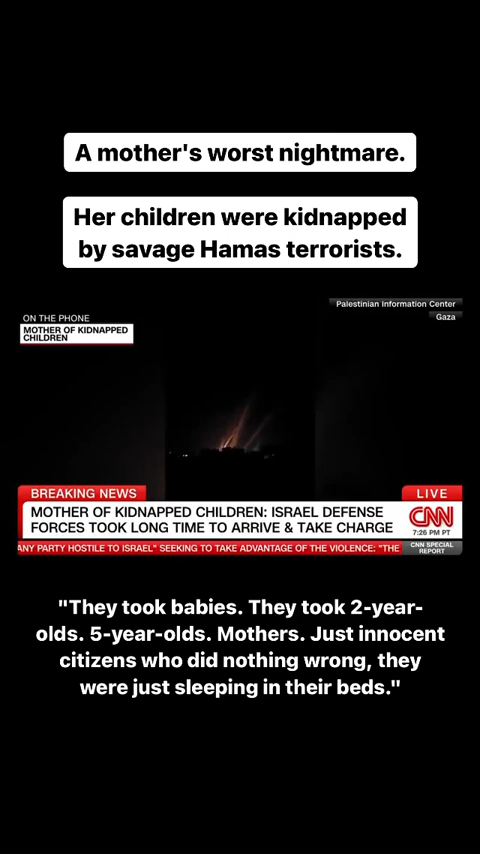 A mother's worst nightmare.
Her children were kidnapped
by savage Hamas terrorists.
Palestinian Information Center
Gaza
ON THE PHONE
MOTHER OF KIDNAPPED
CHILDREN
BREAKING NEWS
LIVE
MOTHER OF KIDNAPPED CHILDREN: ISRAEL DEFENSE
FORCES TOOK LONG TIME TO ARRIVE & TAKE CHARGE
CNN
7:26 PM PT
ANY PARTY HOSTILE TO ISRAEL" SEEKING TO TAKE ADVANTAGE OF THE VIOLENCE: "THE
CNN SPECIAL
REPORT
"They took babies. They took 2-year-
olds. 5-year-olds. Mothers. Just innocent
citizens who did nothing wrong, they
were just sleeping in their beds."